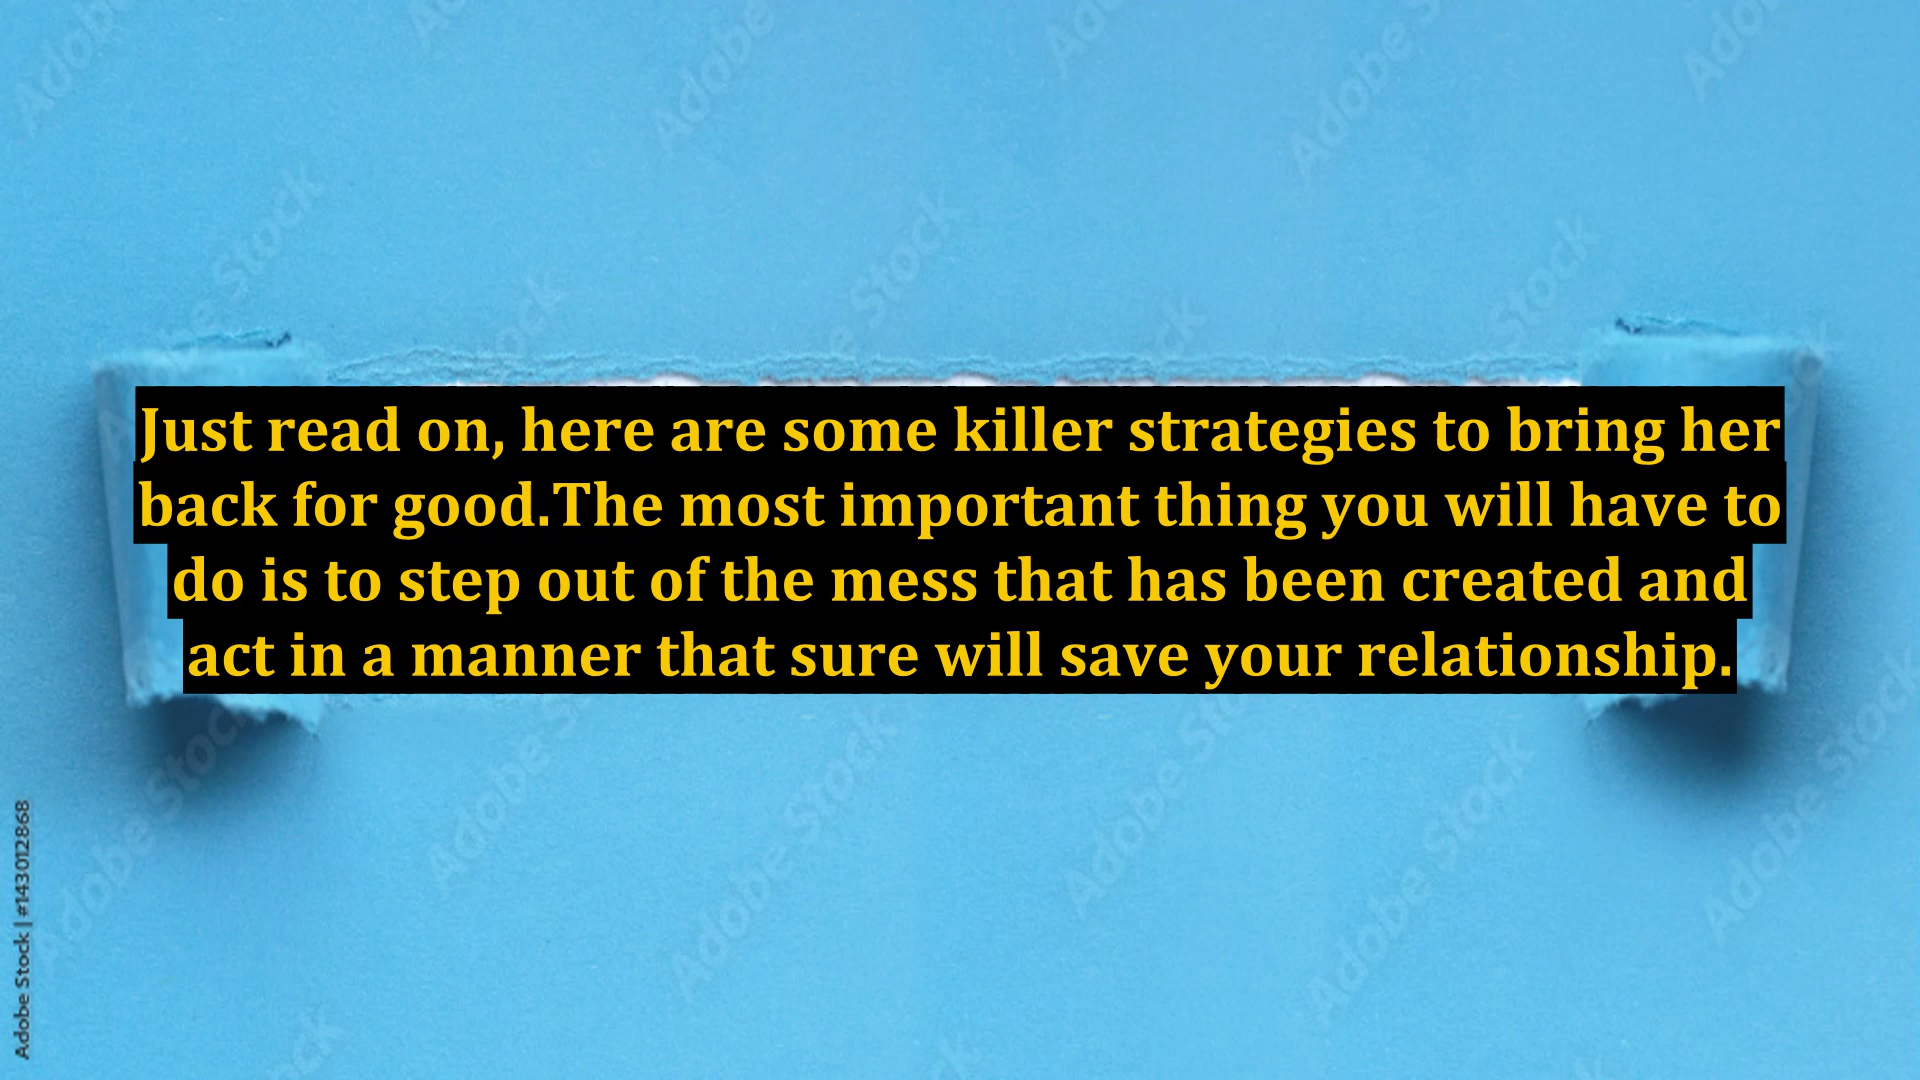 Just read on, here are some killer strategies to bring her
back for good.The most important thing you will have to
do is to step out of the mess that has been created and
act in a manner that sure will save your relationship.
Adobe Stock | #143012868
Adobe Stock